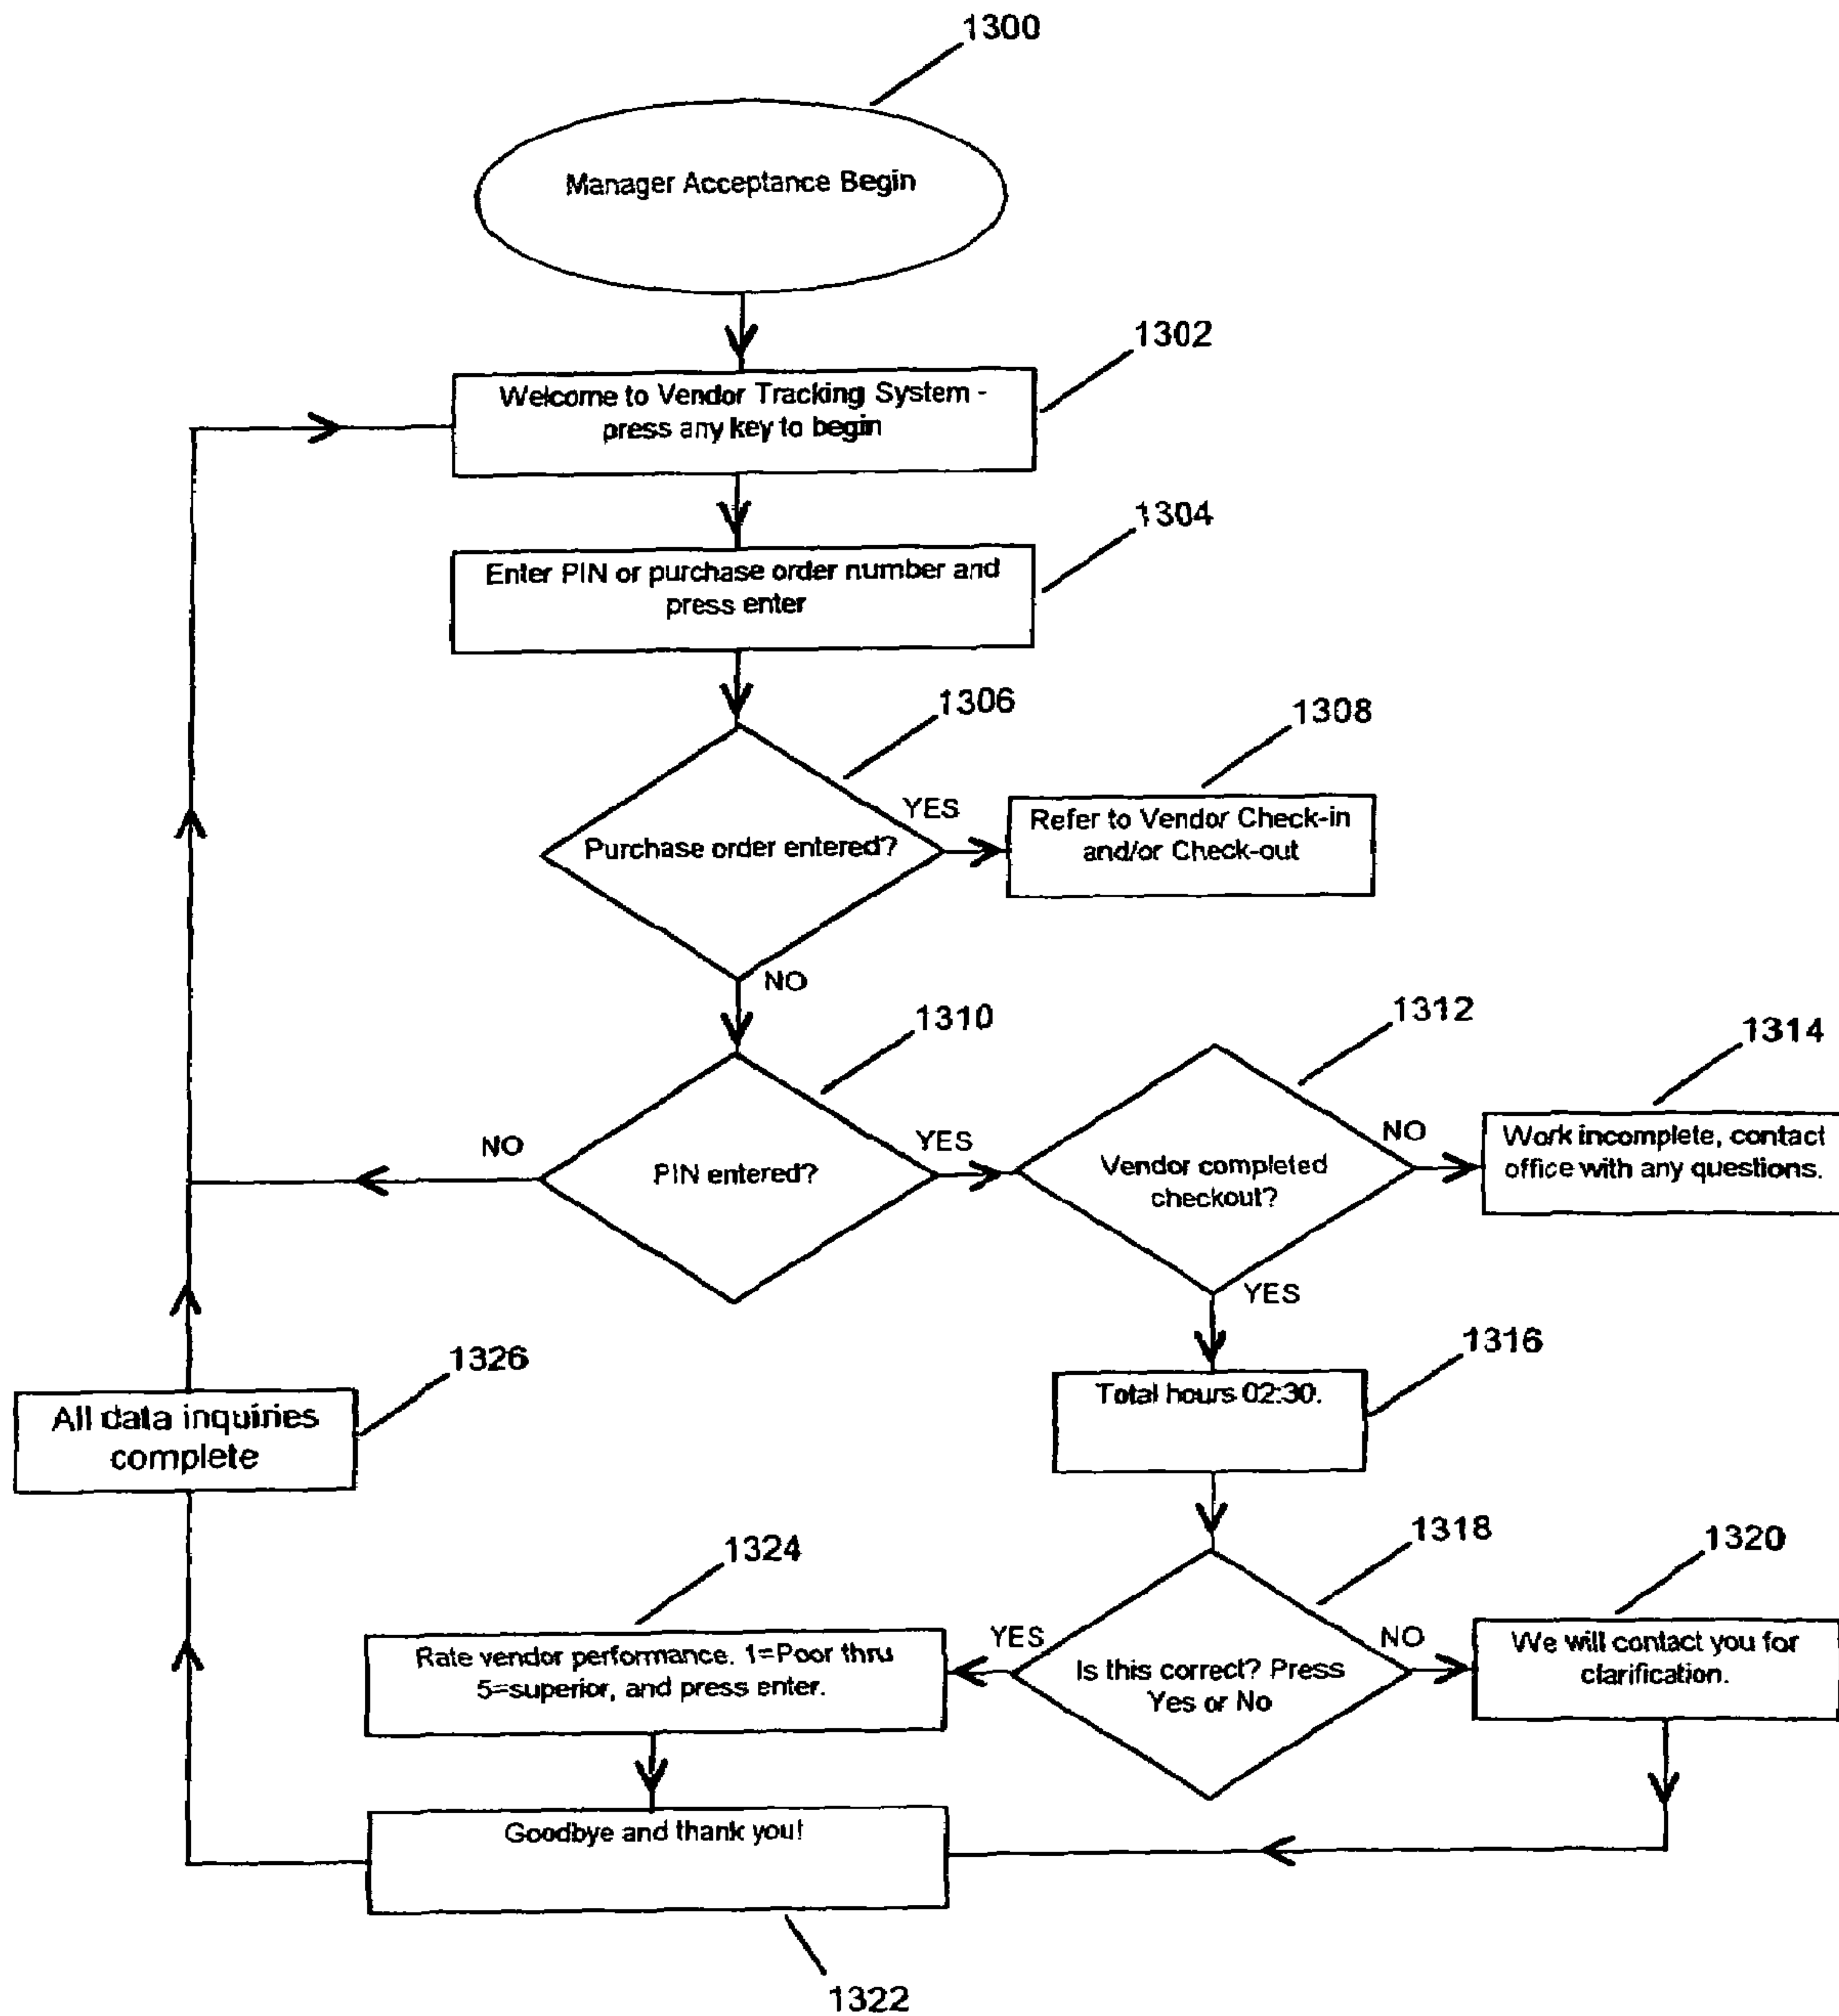 1300
Manager Acceptance Begin
1302
Welcome to Vendor Tracking System -
press any key to begin
1304
Enter PIN or purchase order number and
press enter
1306
1308
YES
Purchase order entered?
Refer to Vendor Check-in
and/or Check-out
NO
1310
1312
1314
NO
PIN entered?
YES
Vendor completed
checkout?
NO
Work incomplete, contact
office with any questions.
YES
1326
All data inquiries
complete
1316
Total hours 02:30.
1318
1320
1324
YES
Rate vendor performance. 1=Poor thru
5=superior, and press enter.
Is this correct? Press
Yes or No
NO
We will contact you for
clarification.
Goodbye and thank you!
1322